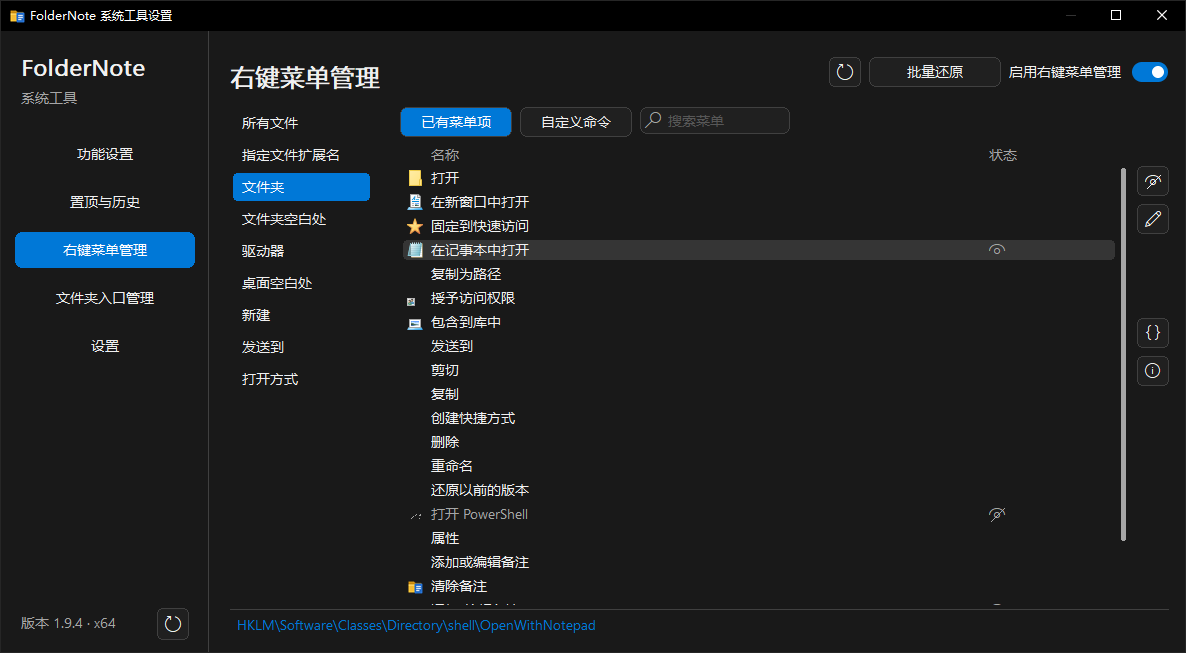 FolderNote 系统工具设置
FolderNote
系统工具
功能设置
置顶与历史
右键菜单管理
文件夹入口管理
设置
版本 1.9.4 · x64
右键菜单管理
批量还原
启用右键菜单管理
所有文件
指定文件扩展名
文件夹
文件夹空白处
驱动器
桌面空白处
新建
发送到
打开方式
已有菜单项
自定义命令
搜索菜单
名称
状态
打开
在新窗口中打开
固定到快速访问
在记事本中打开
复制为路径
授予访问权限
包含到库中
发送到
剪切
复制
创建快捷方式
删除
重命名
还原以前的版本
打开 PowerShell
属性
添加或编辑备注
清除备注
HKLM\Software\Classes\Directory\shell\OpenWithNotepad